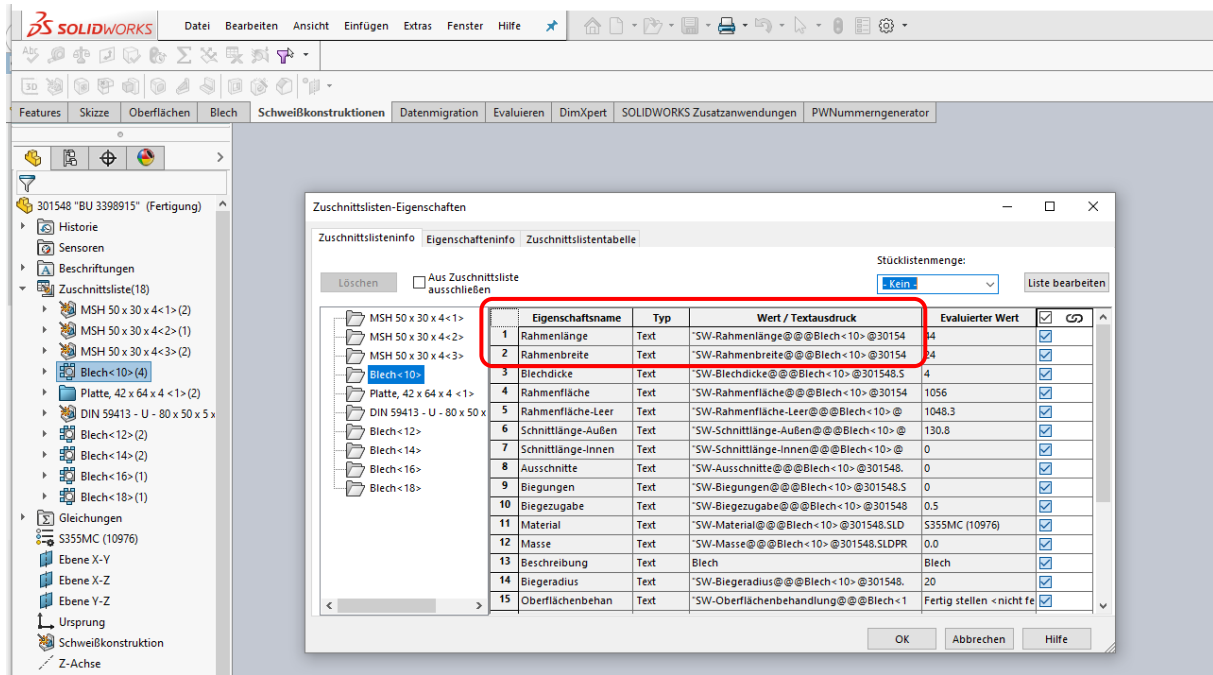 SOLIDWORKS Datei Bearbeiten Ansicht Einfügen Extras Fenster Hilfe
Features Skizze Oberflächen Blech Schweißkonstruktionen Datenmigration Evaluieren DimXpert SOLIDWORKS Zusatzanwendungen PWNummerngenerator
301548 "BU 3398915" (Fertigung)
Historie
Sensoren
Beschriftungen
Zuschnittsliste(18)
MSH 50 x 30 x 4<1>(2)
MSH 50 x 30 x 4<2>(1)
MSH 50 x 30 x 4<3>(2)
Blech<10>(4)
Platte, 42 x 64 x 4 <1>(2)
DIN 59413 - U - 80 x 50 x 5 x
Blech<12>(2)
Blech<14>(2)
Blech<16>(1)
Blech<18>(1)
Gleichungen
S355MC (10976)
Ebene X-Y
Ebene X-Z
Ebene Y-Z
Ursprung
Schweißkonstruktion
Z-Achse
Zuschnittslisten-Eigenschaften
Zuschnittslisteninfo Eigenschafteninfo Zuschnittslistentabelle
Stücklistenmenge:
Löschen Aus Zuschnittsliste ausschließen - Kein - Liste bearbeiten
MSH 50 x 30 x 4<1>
MSH 50 x 30 x 4<2>
MSH 50 x 30 x 4<3>
Blech<10>
Platte, 42 x 64 x 4 <1>
DIN 59413 - U - 80 x 50 x
Blech<12>
Blech<14>
Blech<16>
Blech<18>
Eigenschaftsname Typ Wert / Textausdruck Evaluierter Wert
1 Rahmenlänge Text "SW-Rahmenlänge@@@Blech<10>@30154 44
2 Rahmenbreite Text "SW-Rahmenbreite@@@Blech<10>@30154 24
3 Blechdicke Text "SW-Blechdicke@@@Blech<10>@301548.S 4
4 Rahmenfläche Text "SW-Rahmenfläche@@@Blech<10>@30154 1056
5 Rahmenfläche-Leer Text "SW-Rahmenfläche-Leer@@@Blech<10>@ 1048.3
6 Schnittlänge-Außen Text "SW-Schnittlänge-Außen@@@Blech<10>@ 130.8
7 Schnittlänge-Innen Text "SW-Schnittlänge-Innen@@@Blech<10>@ 0
8 Ausschnitte Text "SW-Ausschnitte@@@Blech<10>@301548. 0
9 Biegungen Text "SW-Biegungen@@@Blech<10>@301548.S 0
10 Biegezugabe Text "SW-Biegezugabe@@@Blech<10>@301548 0.5
11 Material Text "SW-Material@@@Blech<10>@301548.SLD S355MC (10976)
12 Masse Text "SW-Masse@@@Blech<10>@301548.SLDPR 0.0
13 Beschreibung Text Blech Blech
14 Biegeradius Text "SW-Biegeradius@@@Blech<10>@301548. 20
15 Oberflächenbehan Text "SW-Oberflächenbehandlung@@@Blech<1 Fertig stellen <nicht fe
OK Abbrechen Hilfe